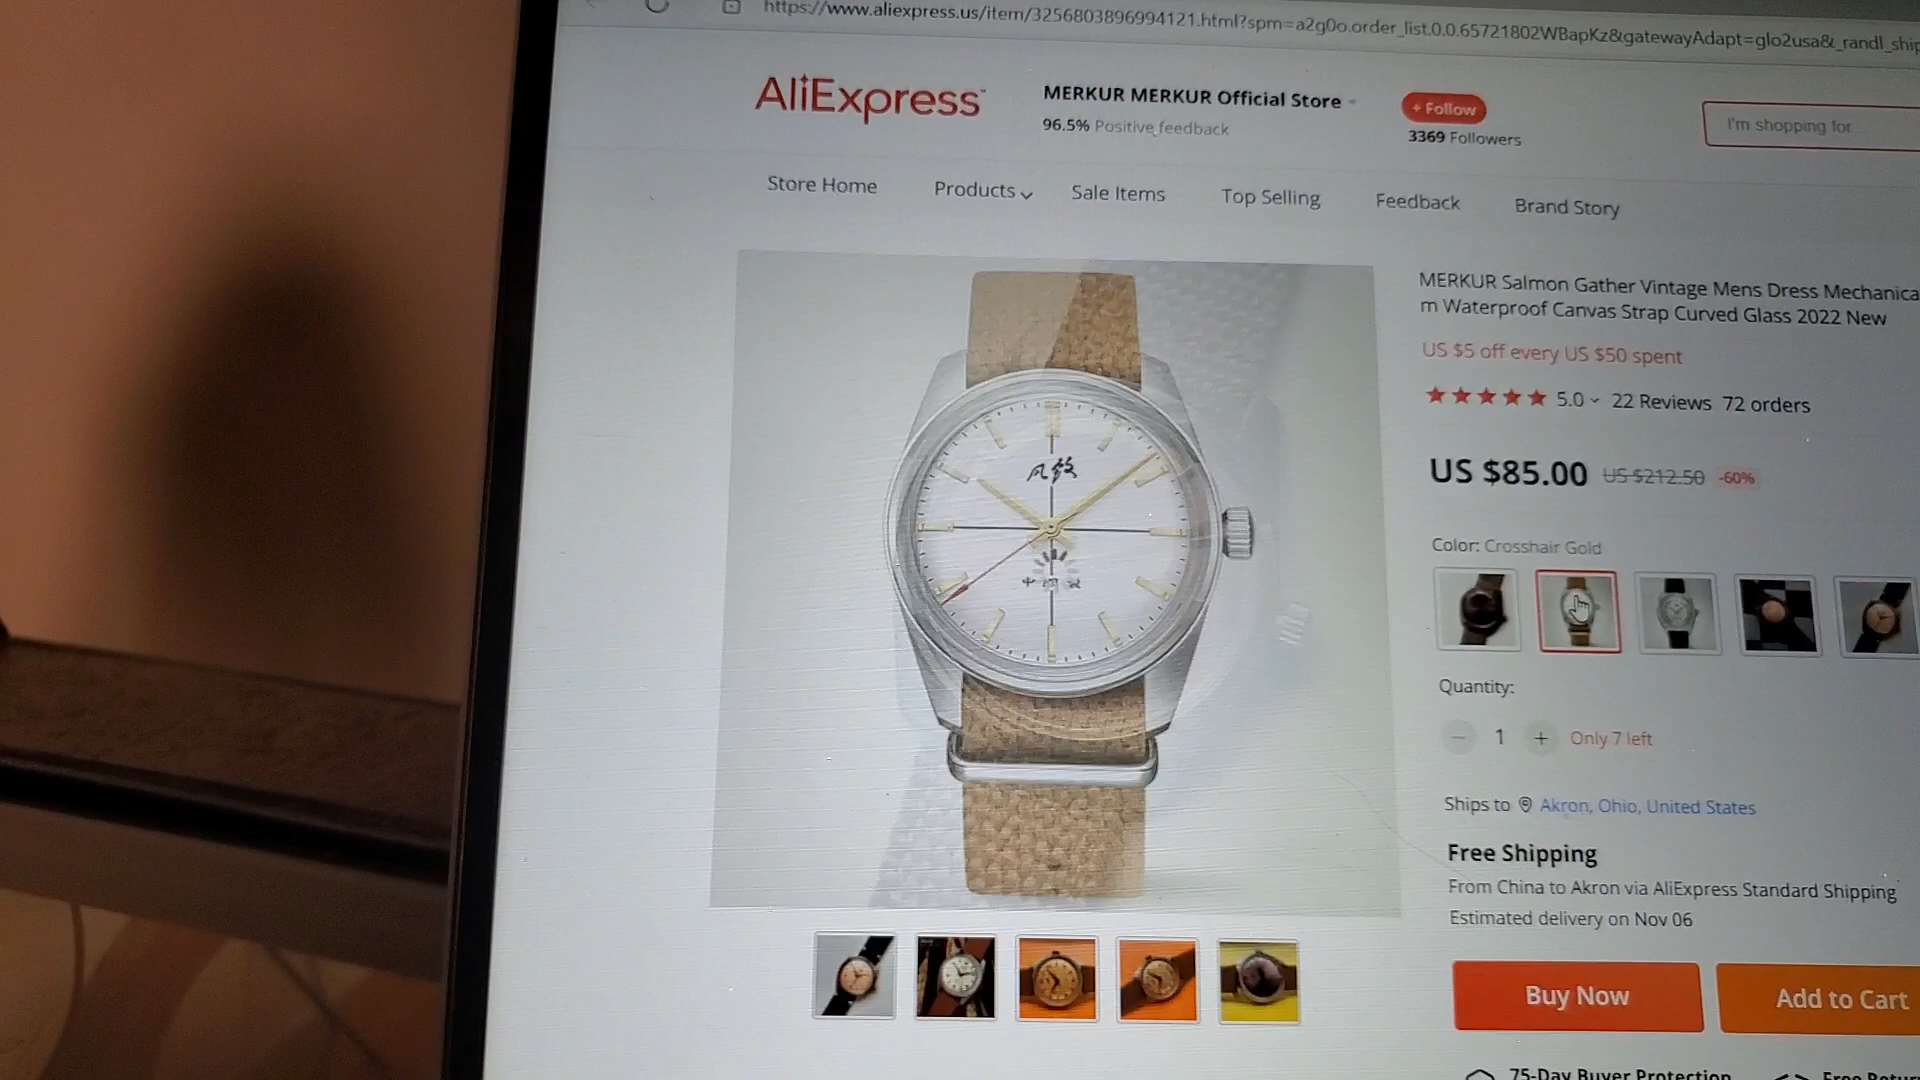 https://www.aliexpress.us/item/3256803896994121.html?spm=a2g0o.order_list.0.0.65721802WBapKz&gatewayAdapt=glo2usa&_randl_ship
AliExpress
MERKUR MERKUR Official Store
96.5% Positive feedback
+ Follow
3369 Followers
I'm shopping for...
Store Home Products Sale Items Top Selling Feedback Brand Story
MERKUR Salmon Gather Vintage Mens Dress Mechanica
m Waterproof Canvas Strap Curved Glass 2022 New
US $5 off every US $50 spent
5.0 22 Reviews 72 orders
US $85.00 US $212.50 -60%
Color: Crosshair Gold
Quantity:
1 Only 7 left
Ships to Akron, Ohio, United States
Free Shipping
From China to Akron via AliExpress Standard Shipping
Estimated delivery on Nov 06
Buy Now Add to Cart
75-Day Buyer Protection